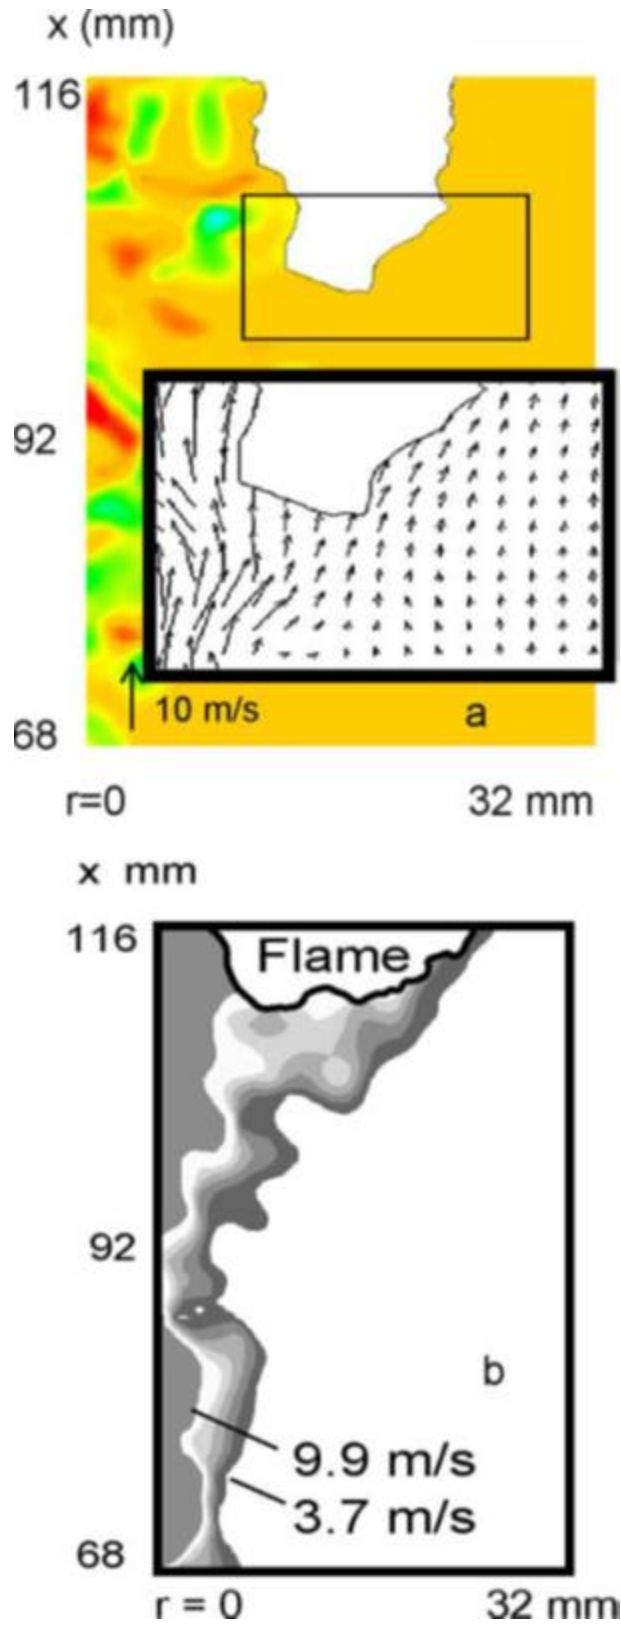 x (mm)
116
92
10 m/s
a
68
r=0
32 mm
x mm
116
Flame
92
b
9.9 m/s
3.7 m/s
68
r = 0
32 mm